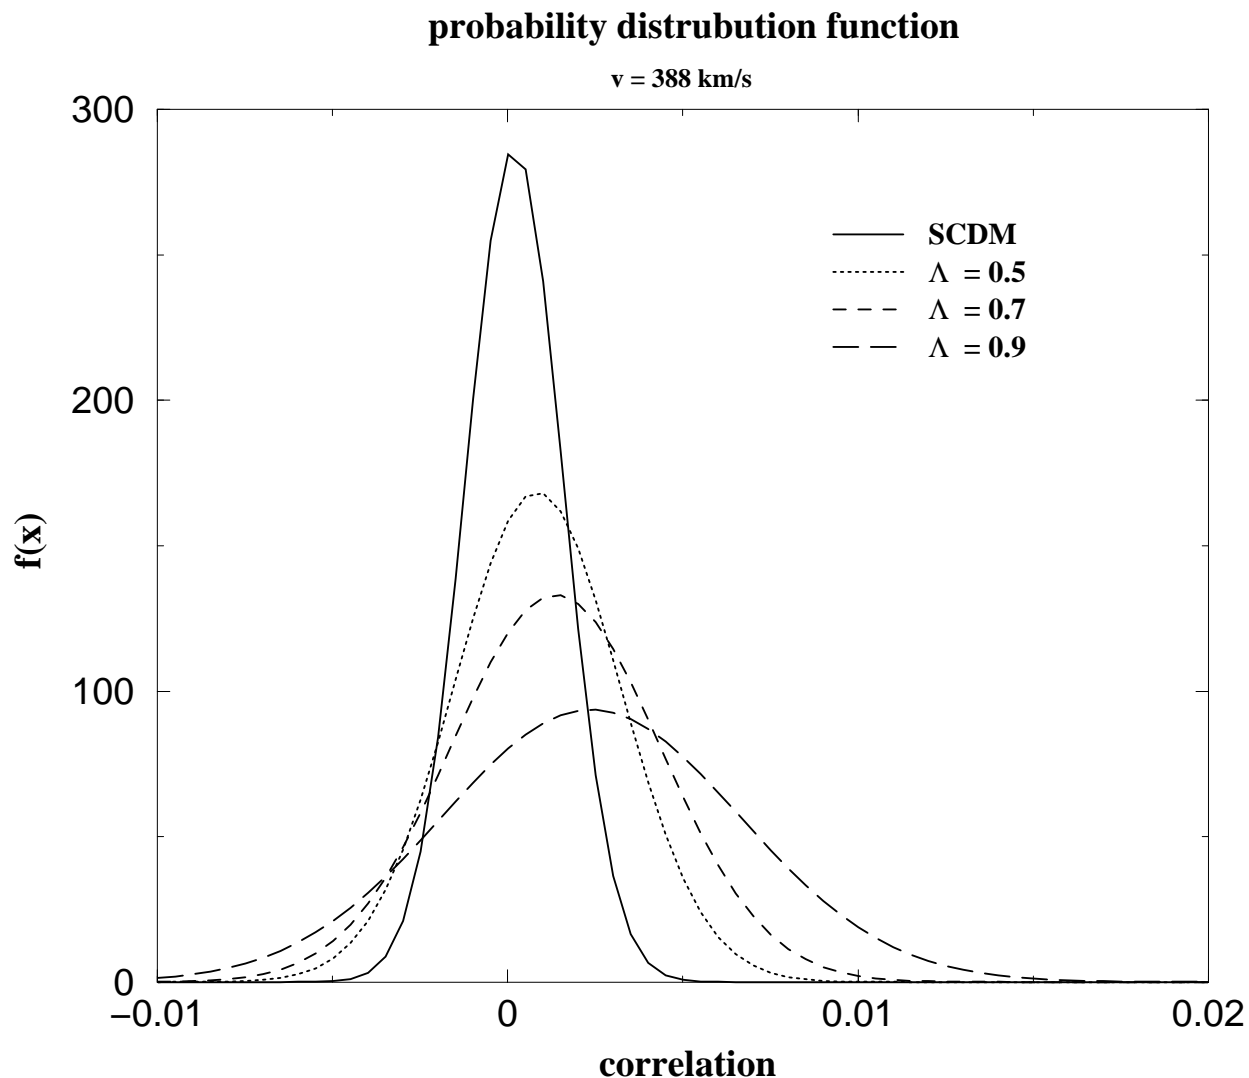 probability distrubution function
v = 388 km/s
300
200
100
0
f(x)
SCDM
Λ = 0.5
Λ = 0.7
Λ = 0.9
−0.01 0 0.01 0.02
correlation